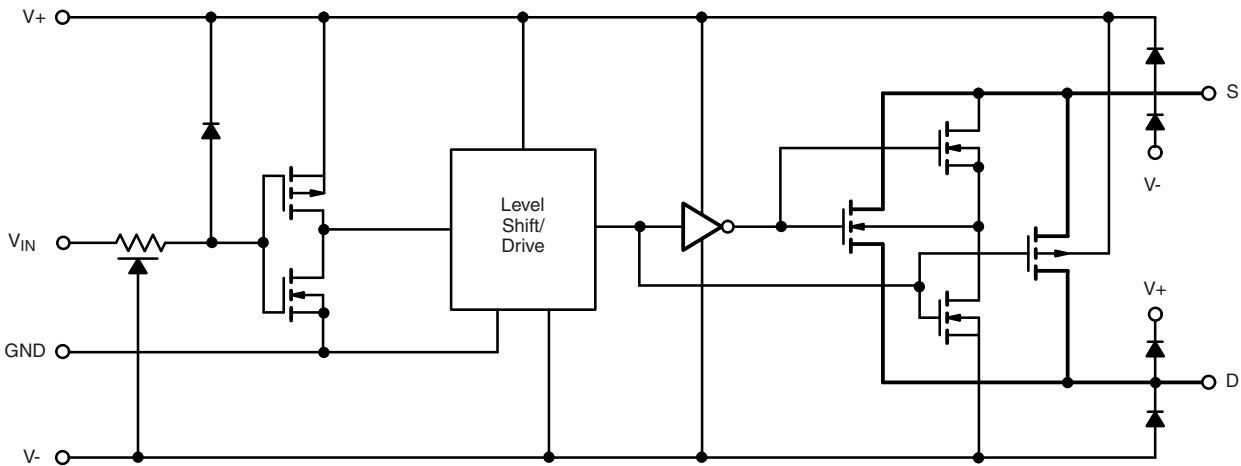 V+
S
V-
Level
Shift/
Drive
VIN
V+
GND
D
V-